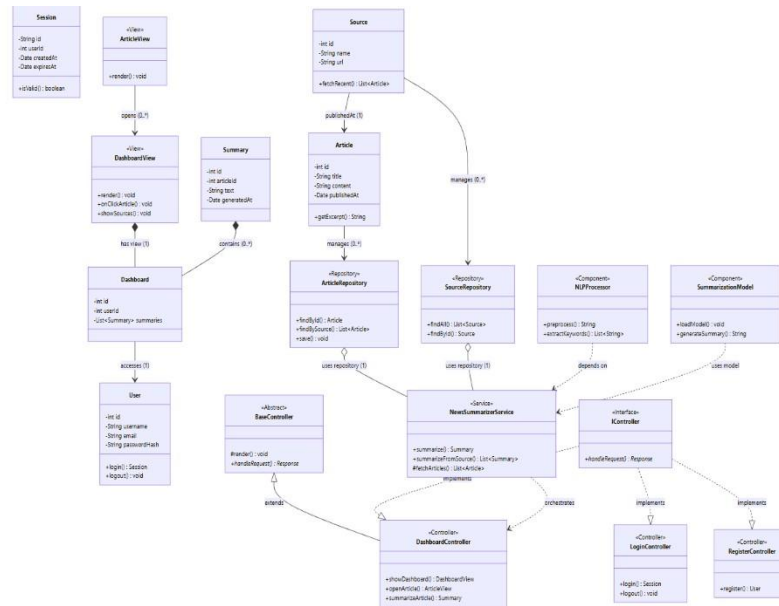 Session
-String id
-int userId
-Date createdAt
-Date expiresAt
+isValid() : boolean
«View»
ArticleView
+render() : void
opens (0..*)
«View»
DashboardView
+render() : void
+onClickArticle() : void
+showSources() : void
has view (1)
Summary
-int id
-int articleId
-String text
-Date generatedAt
contains (0..*)
Dashboard
-int id
-int userId
-List<Summary> summaries
accesses (1)
User
-int id
-String username
-String email
-String passwordHash
+login() : Session
+logout() : void
Source
-int id
-String name
-String url
+fetchRecent() : List<Article>
publishedAt (1)
manages (0..*)
Article
-int id
-String title
-String content
-Date publishedAt
+getExcerpt() : String
manages (0..*)
«Repository»
ArticleRepository
+findById() : Article
+findBySource() : List<Article>
+save() : void
«Repository»
SourceRepository
+findAll() : List<Source>
+findById() : Source
«Component»
NLPProcessor
+preprocess() : String
+extractKeywords() : List<String>
«Component»
SummarizationModel
+loadModel() : void
+generateSummary() : String
uses repository (1)
uses repository (1)
depends on
uses model
«Abstract»
BaseController
#render() : void
+handleRequest() : Response
extends
«Service»
NewsSummarizerService
+summarize() : Summary
+summarizeFromSource() : List<Summary>
#fetchArticles() : List<Article>
«Interface»
IController
+handleRequest() : Response
implements
orchestrates
implements
implements
«Controller»
DashboardController
+showDashboard() : DashboardView
+openArticle() : ArticleView
+summarizeArticle() : Summary
«Controller»
LoginController
+login() : Session
+logout() : void
«Controller»
RegisterController
+register() : User